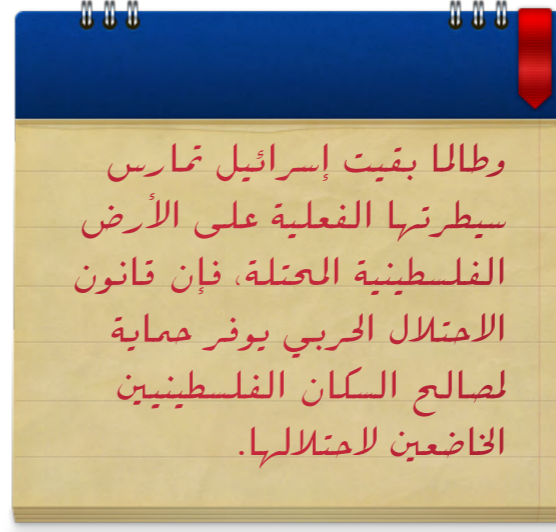 وطالما بقيت إسرائيل تمارس
سيطرتها الفعلية على الأرض
الفلسطينية المحتلة، فإن قانون
الاحتلال الحربي يوفر حماية
لمصالح السكان الفلسطينيين
الخاضعين لاحتلالها.